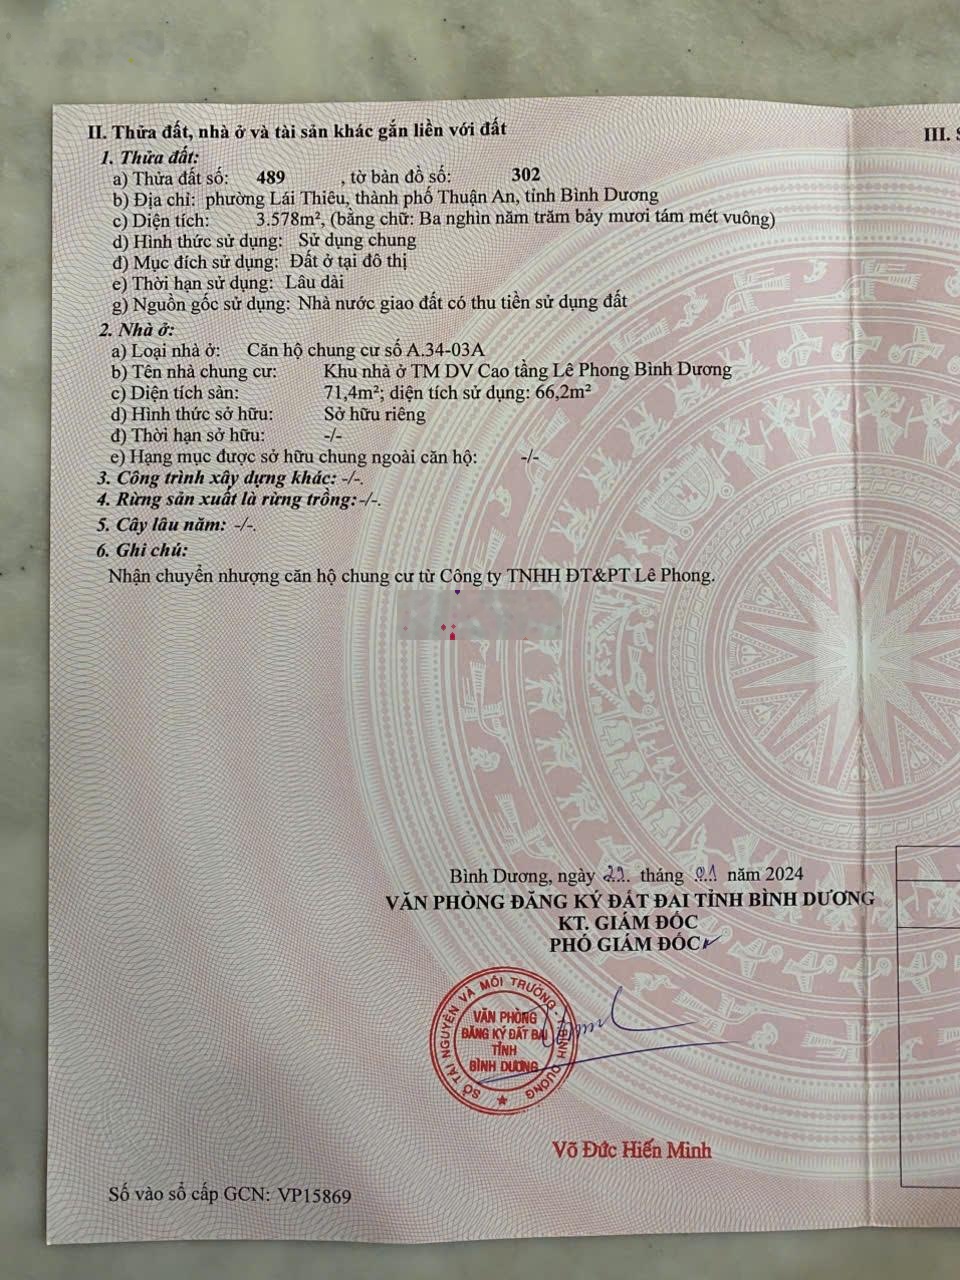 II. Thửa đất, nhà ở và tài sản khác gắn liền với đất
1. Thửa đất:
a) Thửa đất số: 489 , tờ bản đồ số: 302
b) Địa chỉ: phường Lái Thiêu, thành phố Thuận An, tỉnh Bình Dương
c) Diện tích: 3.578m², (bằng chữ: Ba nghìn năm trăm bảy mươi tám mét vuông)
d) Hình thức sử dụng: Sử dụng chung
đ) Mục đích sử dụng: Đất ở tại đô thị
e) Thời hạn sử dụng: Lâu dài
g) Nguồn gốc sử dụng: Nhà nước giao đất có thu tiền sử dụng đất
2. Nhà ở:
a) Loại nhà ở: Căn hộ chung cư số A.34-03A
b) Tên nhà chung cư: Khu nhà ở TM DV Cao tầng Lê Phong Bình Dương
c) Diện tích sàn: 71,4m²; diện tích sử dụng: 66,2m²
d) Hình thức sở hữu: Sở hữu riêng
đ) Thời hạn sở hữu: -/-
e) Hạng mục được sở hữu chung ngoài căn hộ: -/-
3. Công trình xây dựng khác: -/-.
4. Rừng sản xuất là rừng trồng: -/-.
5. Cây lâu năm: -/-.
6. Ghi chú:
Nhận chuyển nhượng căn hộ chung cư từ Công ty TNHH ĐT&PT Lê Phong.
III. S
Bình Dương, ngày 22 tháng 01 năm 2024
VĂN PHÒNG ĐĂNG KÝ ĐẤT ĐAI TỈNH BÌNH DƯƠNG
KT. GIÁM ĐỐC
PHÓ GIÁM ĐỐC
SỞ TÀI NGUYÊN VÀ MÔI TRƯỜNG TỈNH BÌNH DƯƠNG
VĂN PHÒNG
ĐĂNG KÝ ĐẤT ĐAI
TỈNH
BÌNH DƯƠNG
Võ Đức Hiến Minh
Số vào sổ cấp GCN: VP15869